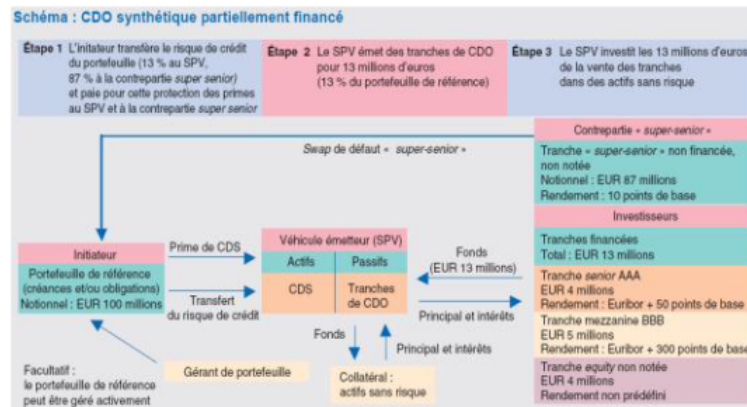 Schéma : CDO synthétique partiellement financé
Étape 1 L'initateur transfère le risque de crédit
du portefeuille (13 % au SPV,
87 % à la contrepartie super senior)
et paie pour cette protection des primes
au SPV et à la contrepartie super senior
Étape 2 Le SPV émet des tranches de CDO
pour 13 millions d'euros
(13 % du portefeuille de référence)
Étape 3 Le SPV investit les 13 millions d'euros
de la vente des tranches
dans des actifs sans risque
Contrepartie « super-senior »
Swap de défaut « super-senior »
Tranche « super-senior » non financée,
non notée
Notionnel : EUR 87 millions
Rendement : 10 points de base
Initiateur
Portefeuille de référence
(créances et/ou obligations)
Notionnel : EUR 100 millions
Prime de CDS
Transfert
du risque de crédit
Véhicule émetteur (SPV)
Actifs
Passifs
CDS
Tranches
de CDO
Fonds
(EUR 13 millions)
Principal et intérêts
Investisseurs
Tranches financées
Total : EUR 13 millions
Tranche senior AAA
EUR 4 millions
Rendement : Euribor + 50 points de base
Tranche mezzanine BBB
EUR 5 millions
Rendement : Euribor + 300 points de base
Tranche equity non notée
EUR 4 millions
Rendement non prédéfini
Fonds
Principal et intérêts
Facultatif :
le portefeuille de référence
peut être géré activement
Gérant de portefeuille
Collatéral :
actifs sans risque